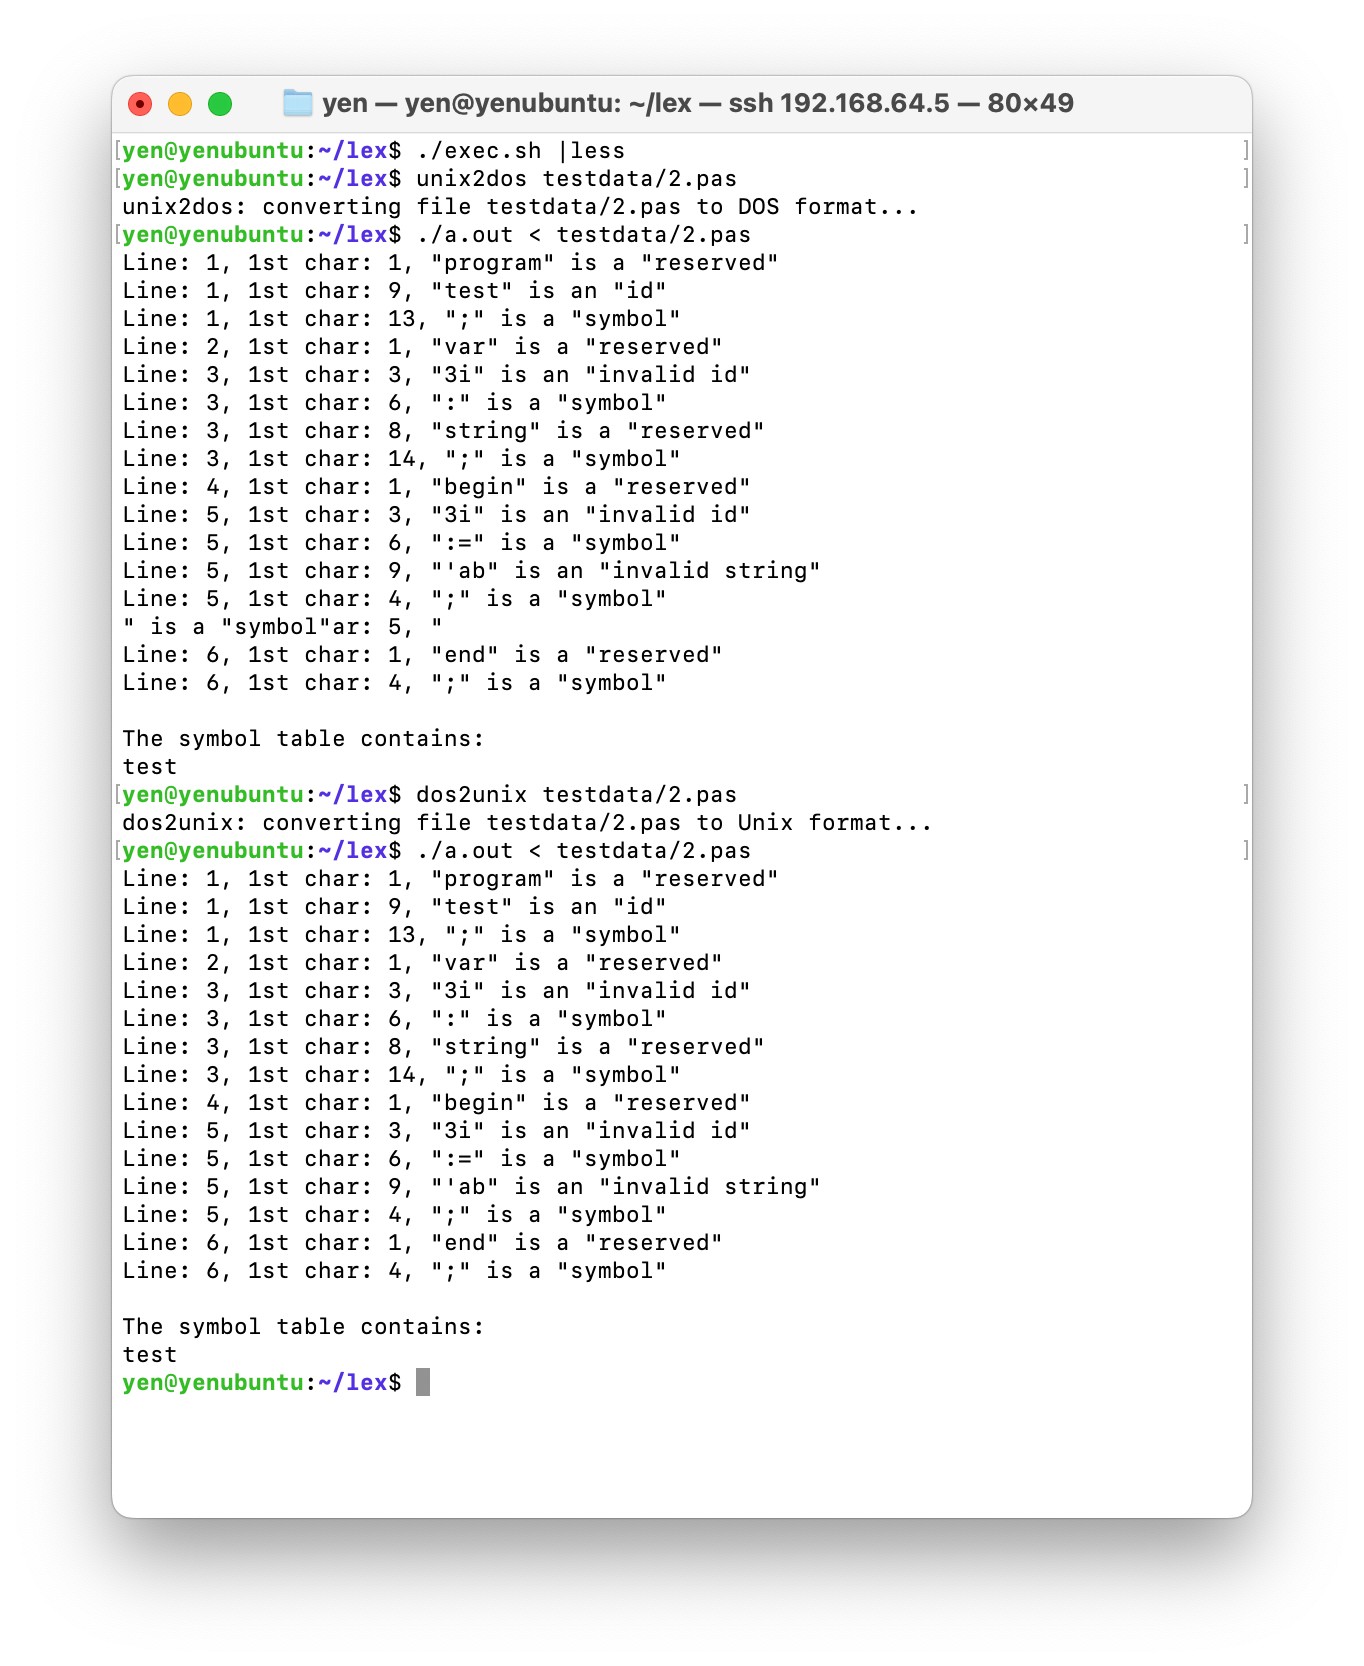 yen — yen@yenubuntu: ~/lex — ssh 192.168.64.5 — 80×49
[yen@yenubuntu:~/lex$ ./exec.sh |less ]
[yen@yenubuntu:~/lex$ unix2dos testdata/2.pas ]
unix2dos: converting file testdata/2.pas to DOS format...
[yen@yenubuntu:~/lex$ ./a.out < testdata/2.pas ]
Line: 1, 1st char: 1, "program" is a "reserved"
Line: 1, 1st char: 9, "test" is an "id"
Line: 1, 1st char: 13, ";" is a "symbol"
Line: 2, 1st char: 1, "var" is a "reserved"
Line: 3, 1st char: 3, "3i" is an "invalid id"
Line: 3, 1st char: 6, ":" is a "symbol"
Line: 3, 1st char: 8, "string" is a "reserved"
Line: 3, 1st char: 14, ";" is a "symbol"
Line: 4, 1st char: 1, "begin" is a "reserved"
Line: 5, 1st char: 3, "3i" is an "invalid id"
Line: 5, 1st char: 6, ":=" is a "symbol"
Line: 5, 1st char: 9, "'ab" is an "invalid string"
Line: 5, 1st char: 4, ";" is a "symbol"
" is a "symbol"ar: 5, "
Line: 6, 1st char: 1, "end" is a "reserved"
Line: 6, 1st char: 4, ";" is a "symbol"

The symbol table contains:
test
[yen@yenubuntu:~/lex$ dos2unix testdata/2.pas ]
dos2unix: converting file testdata/2.pas to Unix format...
[yen@yenubuntu:~/lex$ ./a.out < testdata/2.pas ]
Line: 1, 1st char: 1, "program" is a "reserved"
Line: 1, 1st char: 9, "test" is an "id"
Line: 1, 1st char: 13, ";" is a "symbol"
Line: 2, 1st char: 1, "var" is a "reserved"
Line: 3, 1st char: 3, "3i" is an "invalid id"
Line: 3, 1st char: 6, ":" is a "symbol"
Line: 3, 1st char: 8, "string" is a "reserved"
Line: 3, 1st char: 14, ";" is a "symbol"
Line: 4, 1st char: 1, "begin" is a "reserved"
Line: 5, 1st char: 3, "3i" is an "invalid id"
Line: 5, 1st char: 6, ":=" is a "symbol"
Line: 5, 1st char: 9, "'ab" is an "invalid string"
Line: 5, 1st char: 4, ";" is a "symbol"
Line: 6, 1st char: 1, "end" is a "reserved"
Line: 6, 1st char: 4, ";" is a "symbol"

The symbol table contains:
test
yen@yenubuntu:~/lex$